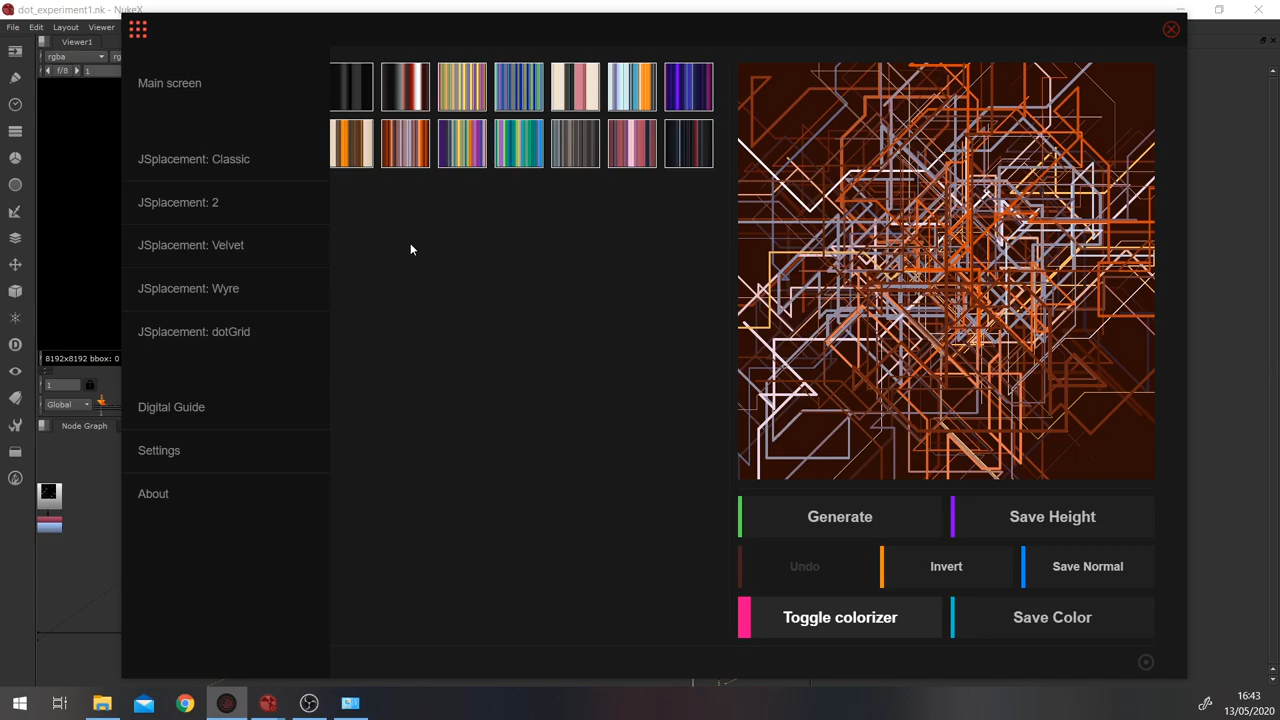 dot_experiment1.nk - NukeX
File Edit Layout Viewer
Viewer1
rgba
rg
f/8
1
8192x8192 bbox: 0
1
Global
Node Graph
Main screen
JSplacement: Classic
JSplacement: 2
JSplacement: Velvet
JSplacement: Wyre
JSplacement: dotGrid
Digital Guide
Settings
About
Generate
Save Height
Undo
Invert
Save Normal
Toggle colorizer
Save Color
16:43
13/05/2020